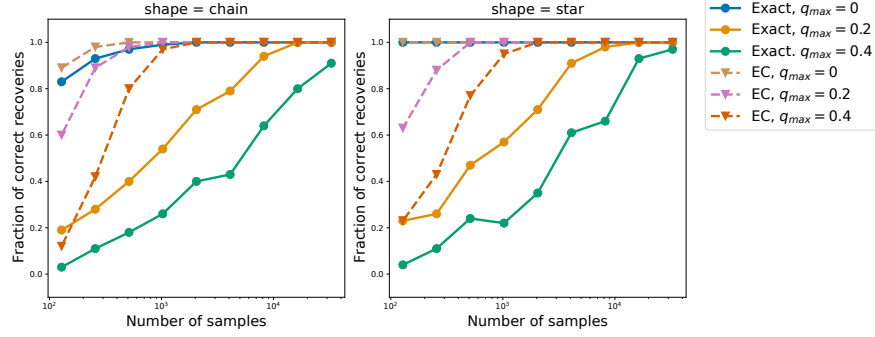 shape = chain
Fraction of correct recoveries
1.0
0.8
0.6
0.4
0.2
0.0
10²
10³
10⁴
Number of samples
shape = star
Fraction of correct recoveries
1.0
0.8
0.6
0.4
0.2
0.0
10²
10³
10⁴
Number of samples
Exact, q_max = 0
Exact, q_max = 0.2
Exact. q_max = 0.4
EC, q_max = 0
EC, q_max = 0.2
EC, q_max = 0.4